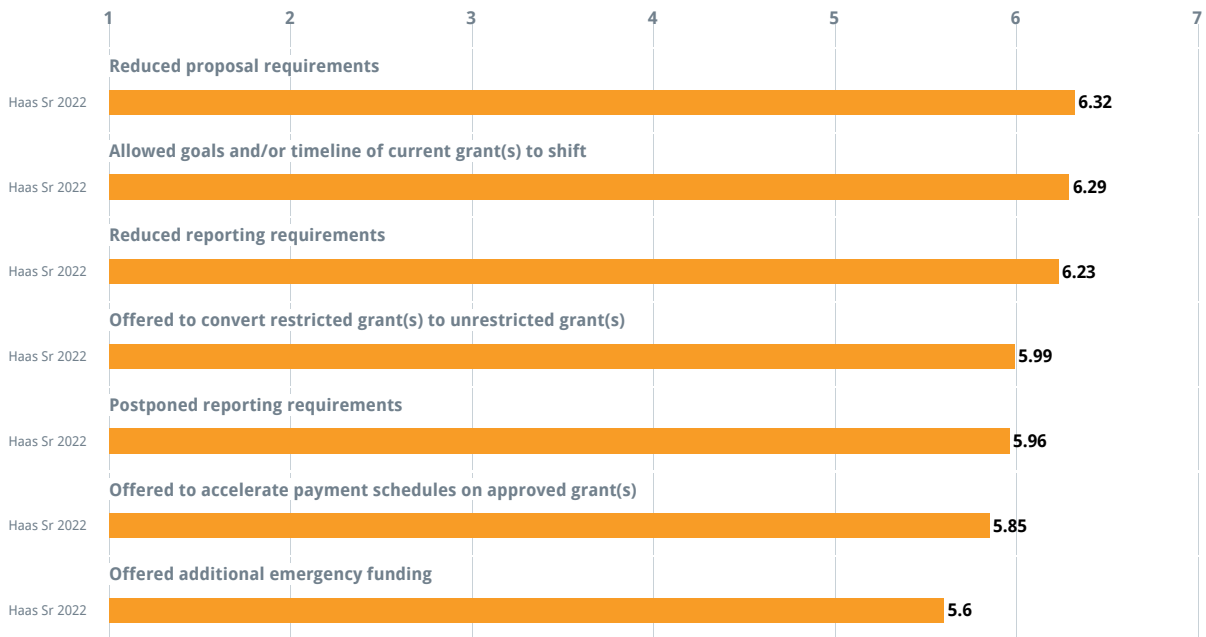 1 2 3 4 5 6 7
Reduced proposal requirements
Haas Sr 2022 6.32
Allowed goals and/or timeline of current grant(s) to shift
Haas Sr 2022 6.29
Reduced reporting requirements
Haas Sr 2022 6.23
Offered to convert restricted grant(s) to unrestricted grant(s)
Haas Sr 2022 5.99
Postponed reporting requirements
Haas Sr 2022 5.96
Offered to accelerate payment schedules on approved grant(s)
Haas Sr 2022 5.85
Offered additional emergency funding
Haas Sr 2022 5.6